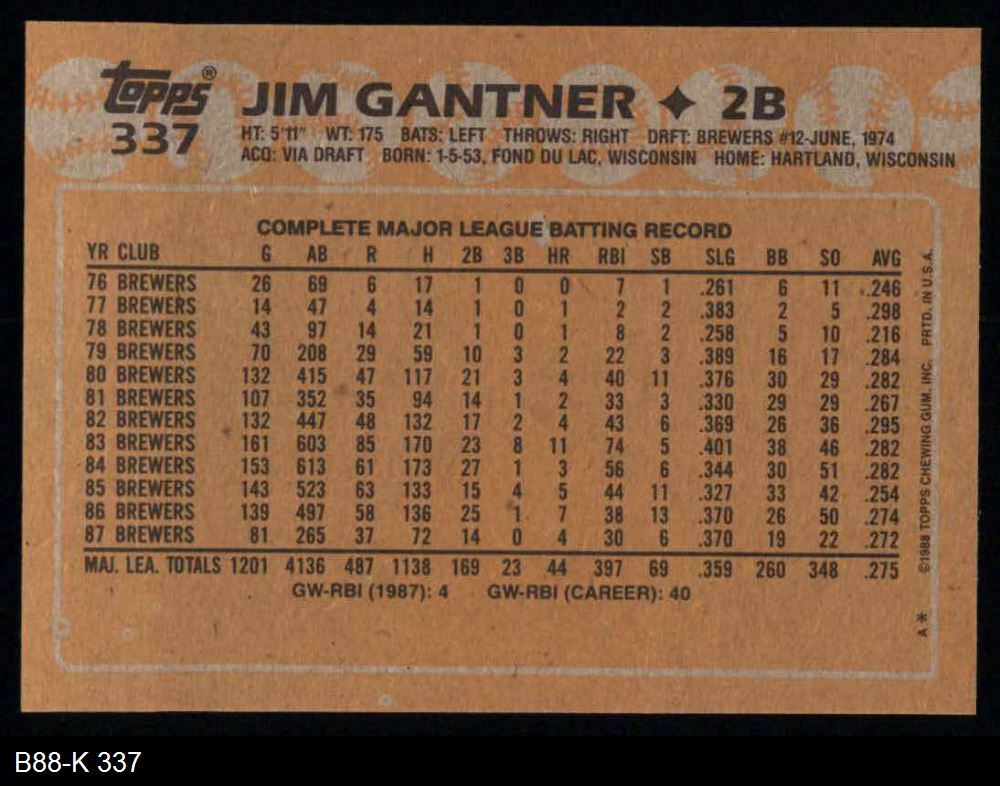 topps®
337
JIM GANTNER ✦ 2B
HT: 5'11" WT: 175 BATS: LEFT THROWS: RIGHT DRFT: BREWERS #12-JUNE, 1974
ACQ: VIA DRAFT BORN: 1-5-53, FOND DU LAC, WISCONSIN HOME: HARTLAND, WISCONSIN
COMPLETE MAJOR LEAGUE BATTING RECORD
YR CLUB G AB R H 2B 3B HR RBI SB SLG BB SO AVG
76 BREWERS 26 69 6 17 1 0 0 7 1 .261 6 11 .246
77 BREWERS 14 47 4 14 1 0 1 2 2 .383 2 5 .298
78 BREWERS 43 97 14 21 1 0 1 8 2 .258 5 10 .216
79 BREWERS 70 208 29 59 10 3 2 22 3 .389 16 17 .284
80 BREWERS 132 415 47 117 21 3 4 40 11 .376 30 29 .282
81 BREWERS 107 352 35 94 14 1 2 33 3 .330 29 29 .267
82 BREWERS 132 447 48 132 17 2 4 43 6 .369 26 36 .295
83 BREWERS 161 603 85 170 23 8 11 74 5 .401 38 46 .282
84 BREWERS 153 613 61 173 27 1 3 56 6 .344 30 51 .282
85 BREWERS 143 523 63 133 15 4 5 44 11 .327 33 42 .254
86 BREWERS 139 497 58 136 25 1 7 38 13 .370 26 50 .274
87 BREWERS 81 265 37 72 14 0 4 30 6 .370 19 22 .272
MAJ. LEA. TOTALS 1201 4136 487 1138 169 23 44 397 69 .359 260 348 .275
GW-RBI (1987): 4 GW-RBI (CAREER): 40
©1988 TOPPS CHEWING GUM, INC. PRTD. IN U.S.A.
A *
B88-K 337